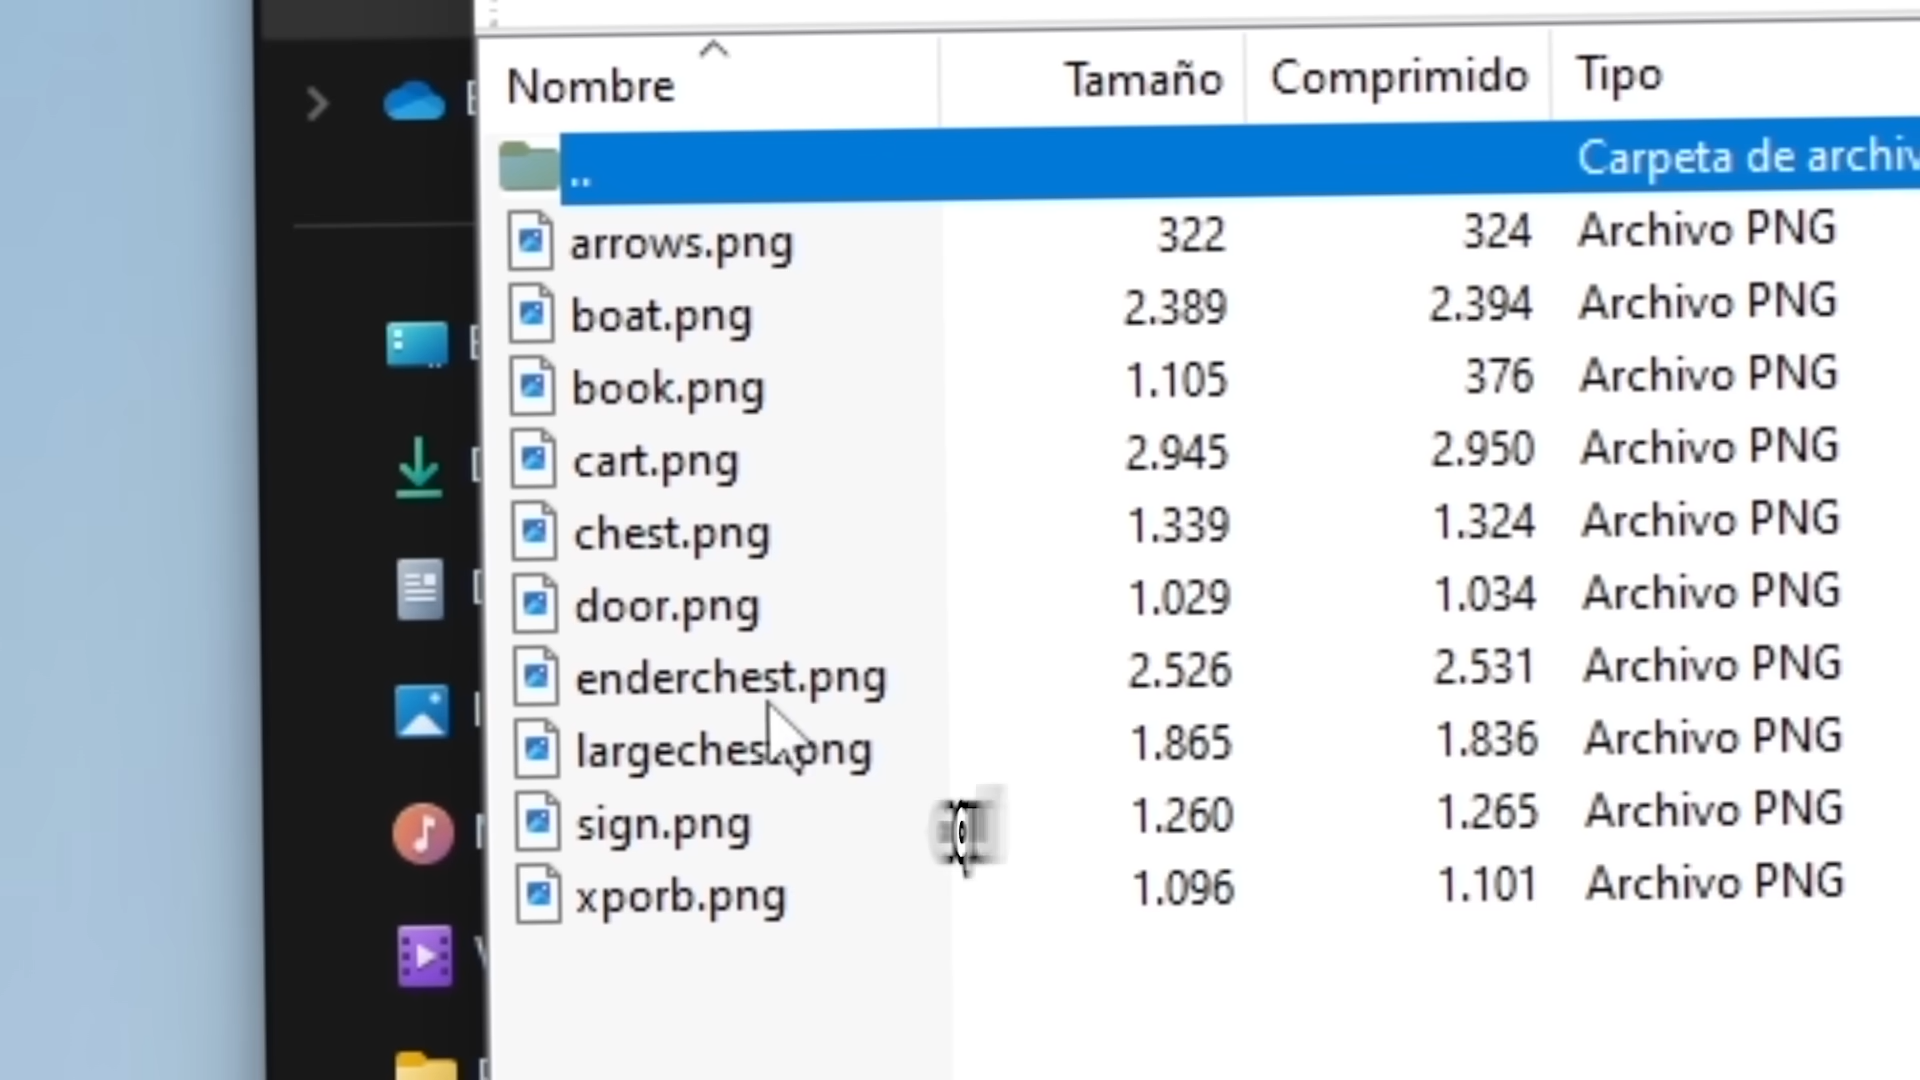 Nombre Tamaño Comprimido Tipo
.. Carpeta de archiv
arrows.png 322 324 Archivo PNG
boat.png 2.389 2.394 Archivo PNG
book.png 1.105 376 Archivo PNG
cart.png 2.945 2.950 Archivo PNG
chest.png 1.339 1.324 Archivo PNG
door.png 1.029 1.034 Archivo PNG
enderchest.png 2.526 2.531 Archivo PNG
largechest.png 1.865 1.836 Archivo PNG
sign.png 1.260 1.265 Archivo PNG
xporb.png 1.096 1.101 Archivo PNG